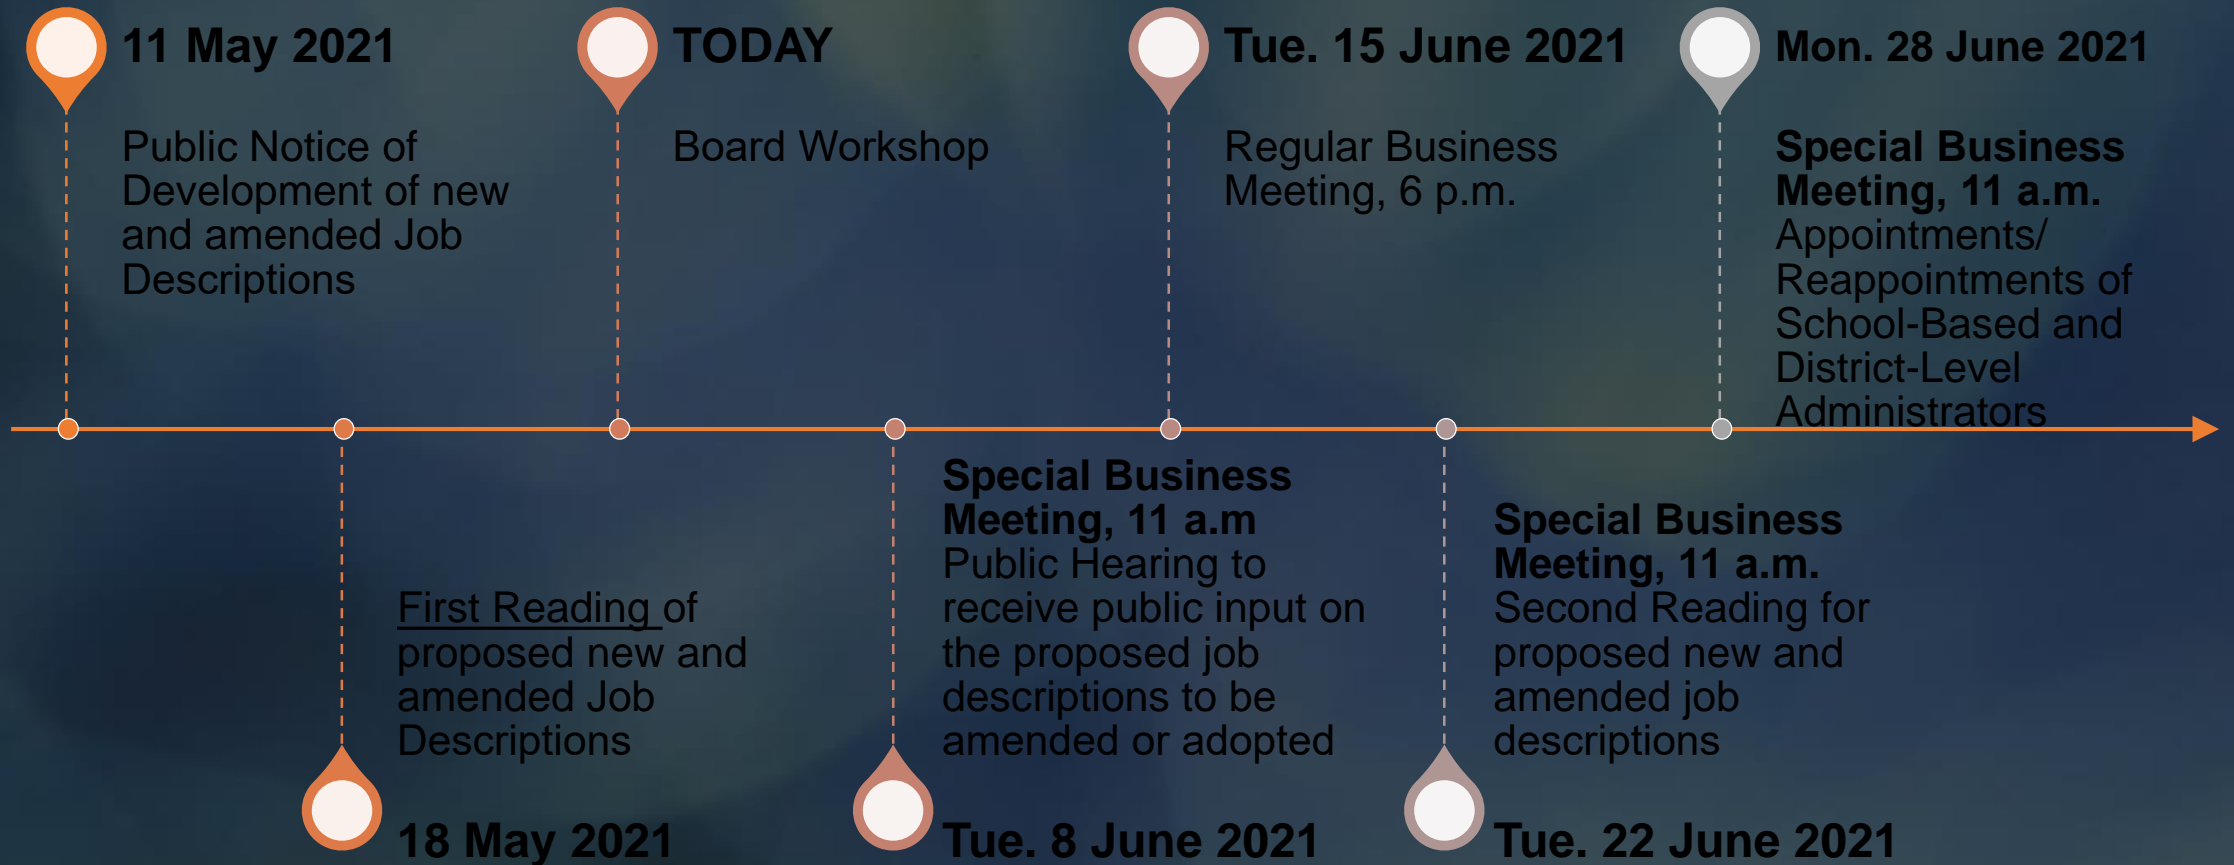 11 May 2021
Public Notice of
Development of new
and amended Job
Descriptions
First Reading of
proposed new and
amended Job
Descriptions
18 May 2021
TODAY
Board Workshop
Special Business
Meeting, 11 a.m
Public Hearing to
receive public input on
the proposed job
descriptions to be
amended or adopted
Tue. 8 June 2021
Tue. 15 June 2021
Regular Business
Meeting, 6 p.m.
Special Business
Meeting, 11 a.m.
Second Reading for
proposed new and
amended job
descriptions
Tue. 22 June 2021
Mon. 28 June 2021
Special Business
Meeting, 11 a.m.
Appointments/
Reappointments of
School-Based and
District-Level
Administrators